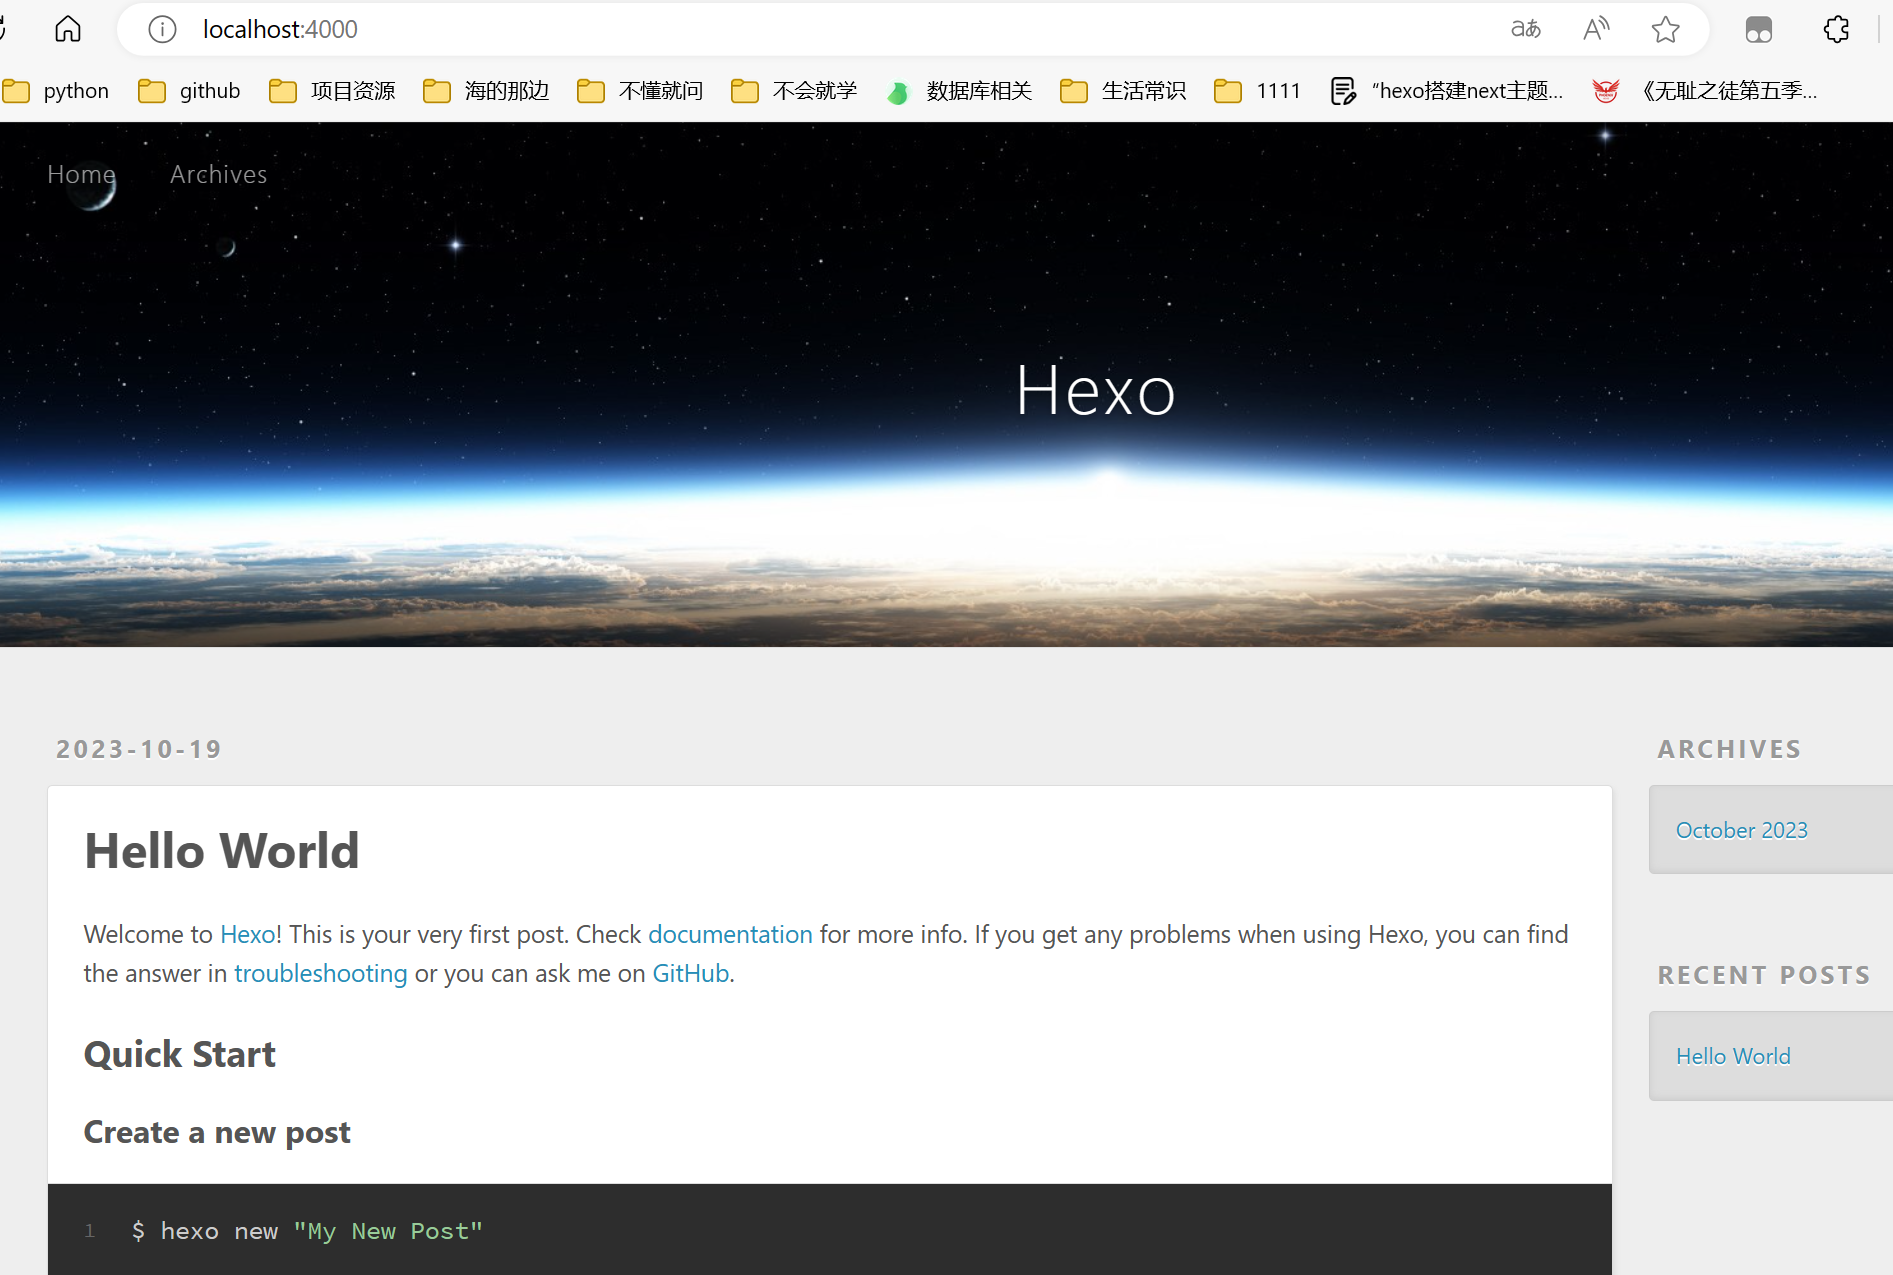 localhost:4000
python github 项目资源 海的那边 不懂就问 不会就学 数据库相关 生活常识 1111 “hexo搭建next主题... 《无耻之徒第五季...
Home Archives
Hexo
2023-10-19
Hello World
Welcome to Hexo! This is your very first post. Check documentation for more info. If you get any problems when using Hexo, you can find
the answer in troubleshooting or you can ask me on GitHub.
Quick Start
Create a new post
1 $ hexo new "My New Post"
ARCHIVES
October 2023
RECENT POSTS
Hello World